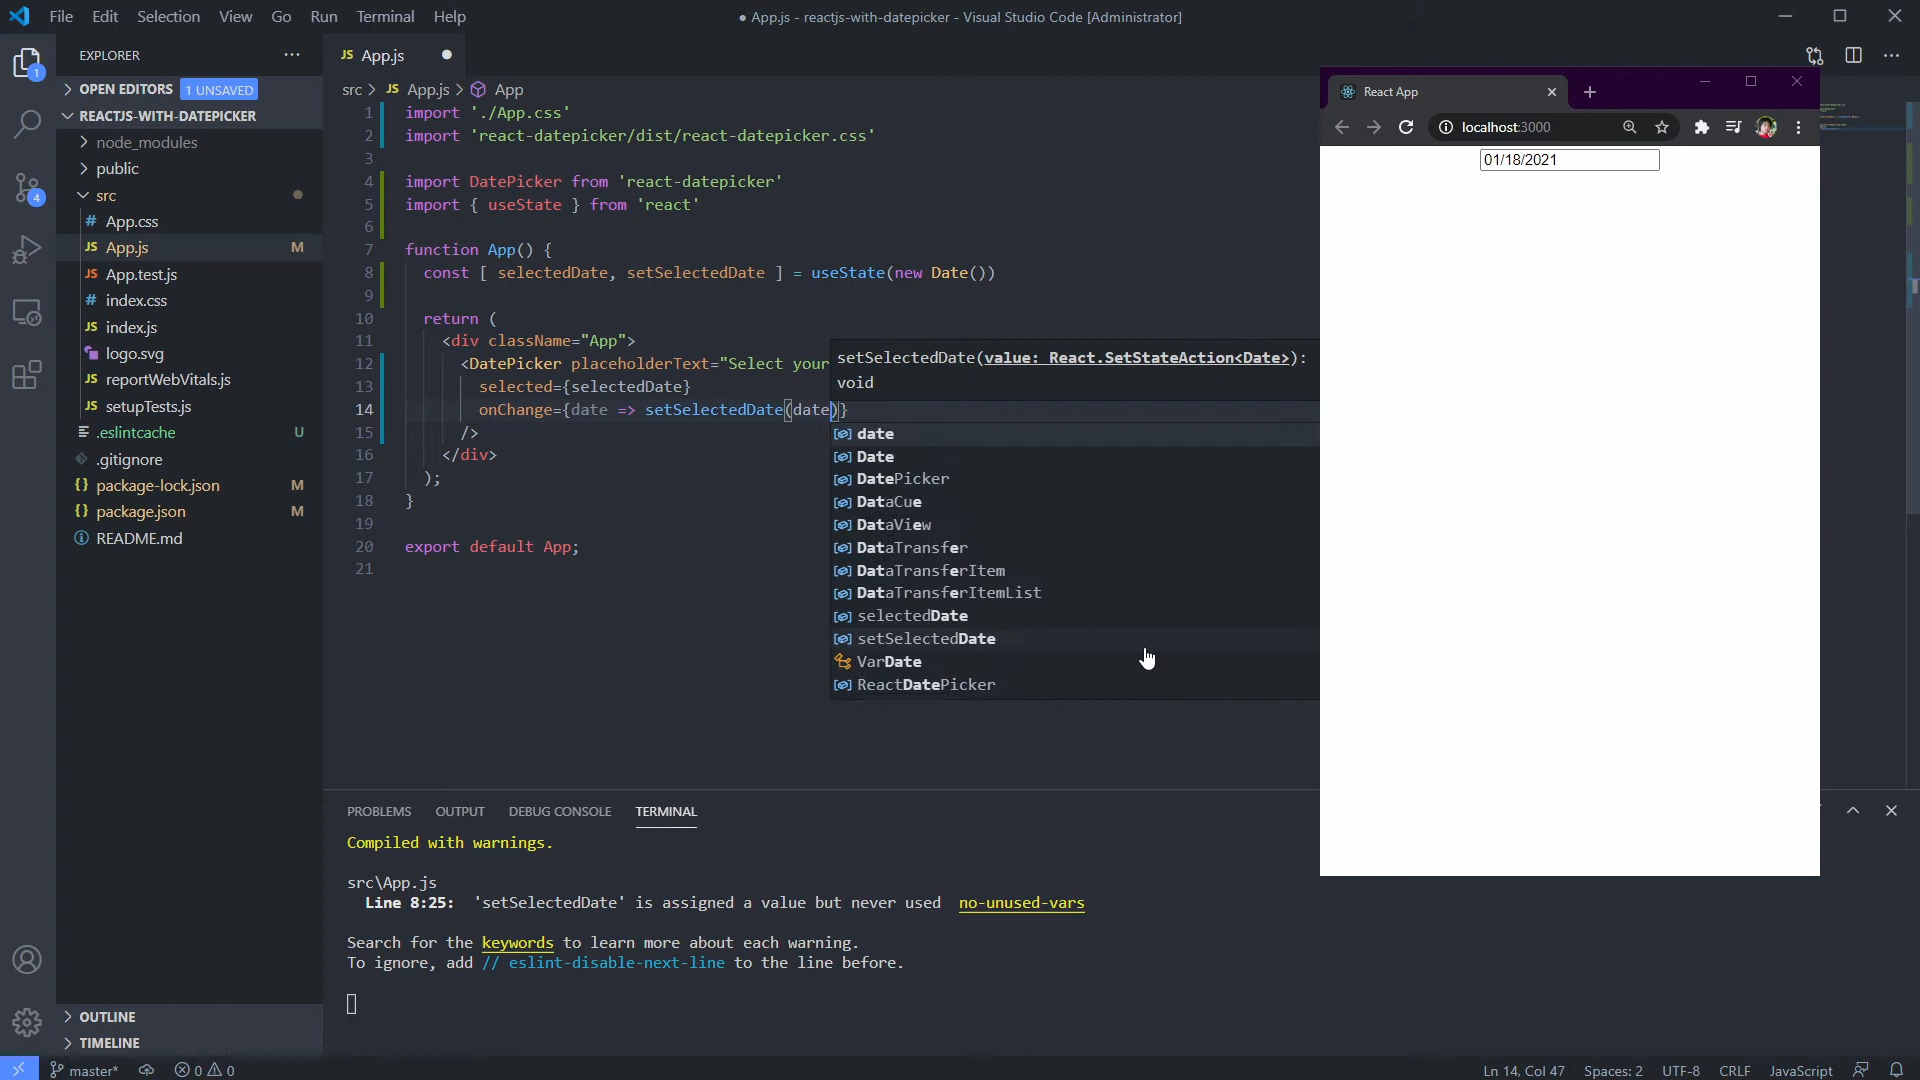 File Edit Selection View Go Run Terminal Help
● App.js - reactjs-with-datepicker - Visual Studio Code [Administrator]
EXPLORER
OPEN EDITORS 1 UNSAVED
REACTJS-WITH-DATEPICKER
node_modules
public
src
# App.css
JS App.js M
JS App.test.js
# index.css
JS index.js
logo.svg
JS reportWebVitals.js
JS setupTests.js
.eslintcache U
.gitignore
{} package-lock.json M
{} package.json M
README.md
OUTLINE
TIMELINE
1
4
JS App.js ●
src > JS App.js > App
1 import './App.css'
2 import 'react-datepicker/dist/react-datepicker.css'
3
4 import DatePicker from 'react-datepicker'
5 import { useState } from 'react'
6
7 function App() {
8 const [ selectedDate, setSelectedDate ] = useState(new Date())
9
10 return (
11 <div className="App">
12 <DatePicker placeholderText="Select your
13 selected={selectedDate}
14 onChange={date => setSelectedDate(date)}
15 />
16 </div>
17 );
18 }
19
20 export default App;
21
setSelectedDate(value: React.SetStateAction<Date>):
void
date
Date
DatePicker
DataCue
DataView
DataTransfer
DataTransferItem
DataTransferItemList
selectedDate
setSelectedDate
VarDate
ReactDatePicker
React App
localhost:3000
01/18/2021
PROBLEMS OUTPUT DEBUG CONSOLE TERMINAL
Compiled with warnings.
src\App.js
Line 8:25: 'setSelectedDate' is assigned a value but never used no-unused-vars
Search for the keywords to learn more about each warning.
To ignore, add // eslint-disable-next-line to the line before.
master* 0 0
Ln 14, Col 47 Spaces: 2 UTF-8 CRLF JavaScript